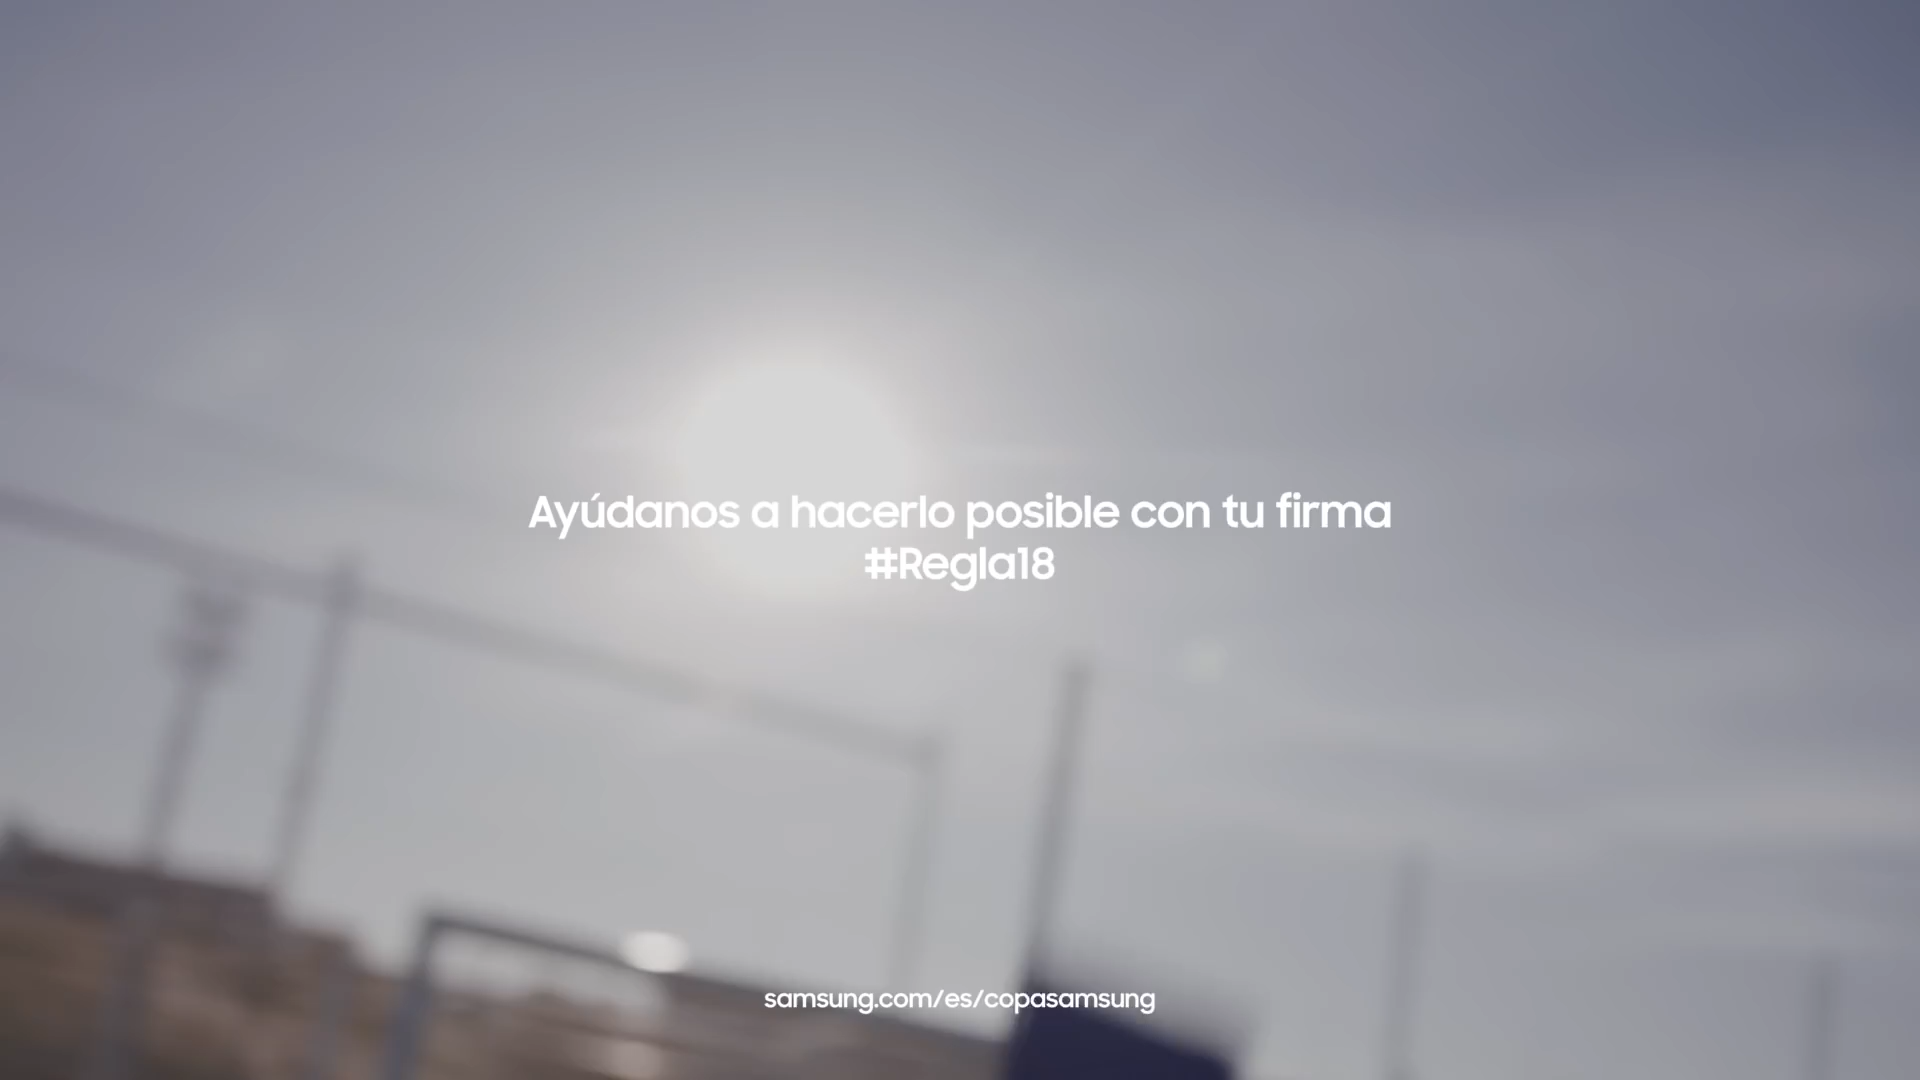 Ayúdanos a hacerlo posible con tu firma
#Regla18
samsung.com/es/copasamsung